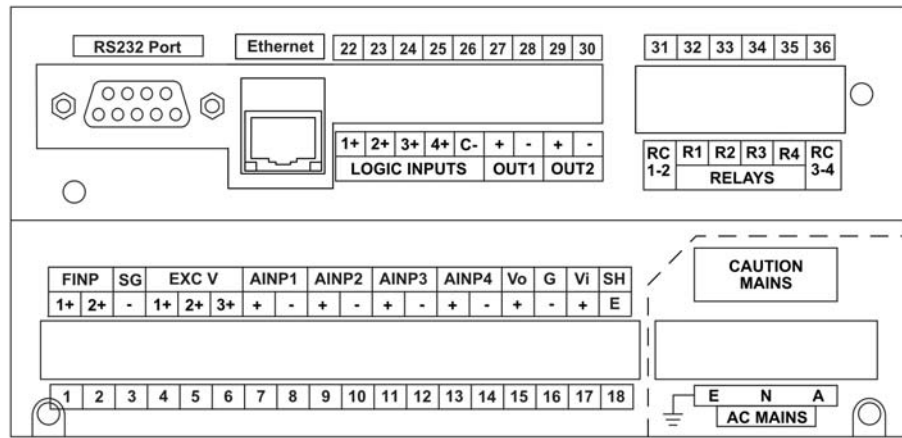 RS232 Port Ethernet 22 23 24 25 26 27 28 29 30 31 32 33 34 35 36
1+ 2+ 3+ 4+ C- + - + - RC R1 R2 R3 R4 RC
LOGIC INPUTS OUT1 OUT2 1-2 RELAYS 3-4
CAUTION
MAINS
FINP SG EXC V AINP1 AINP2 AINP3 AINP4 Vo G Vi SH
1+ 2+ - 1+ 2+ 3+ + - + - + - + - + - + E
1 2 3 4 5 6 7 8 9 10 11 12 13 14 15 16 17 18
E N A
AC MAINS